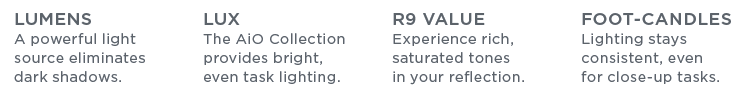 LUMENS
A powerful light
source eliminates
dark shadows.
LUX
The AiO Collection
provides bright,
even task lighting.
R9 VALUE
Experience rich,
saturated tones
in your reflection.
FOOT-CANDLES
Lighting stays
consistent, even
for close-up tasks.